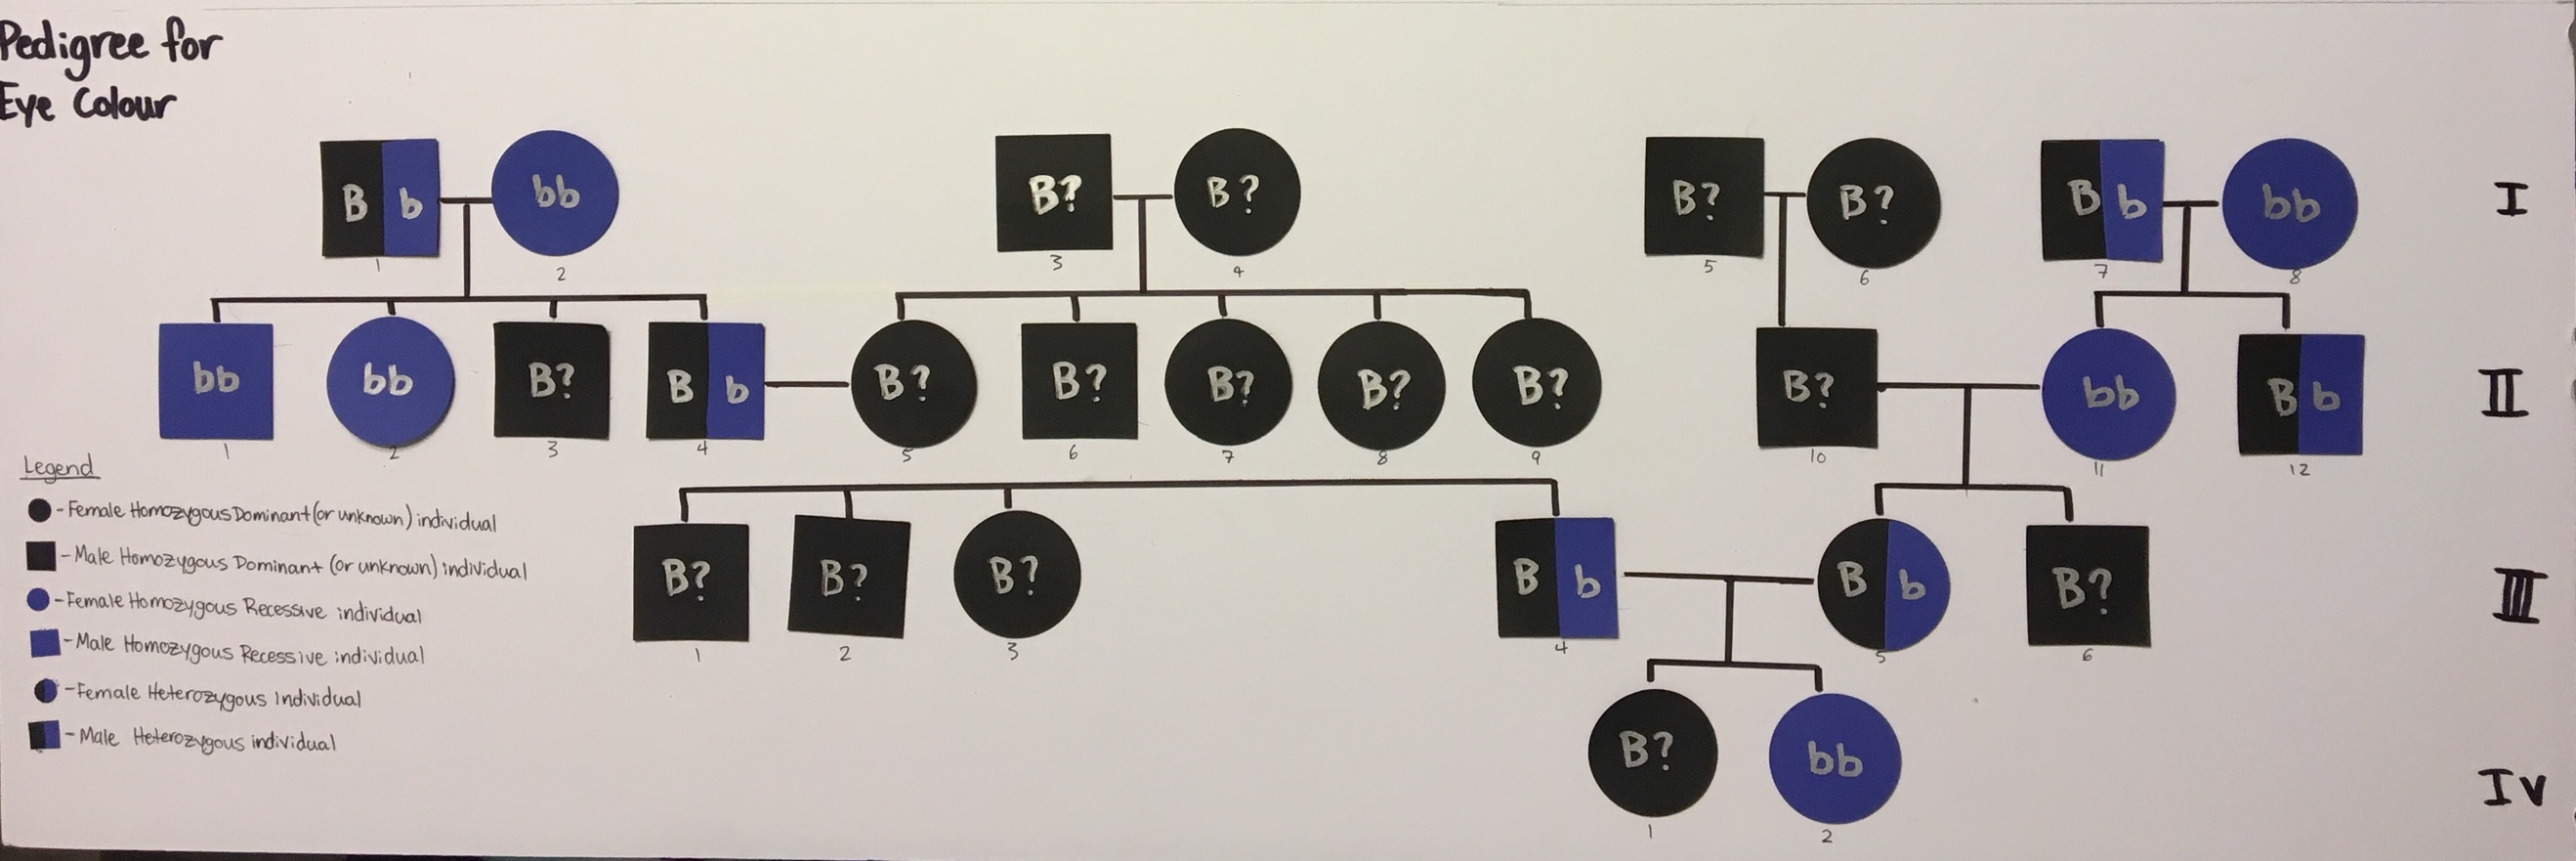 Pedigree for
Eye Colour
B b
bb
B?
B?
B?
B?
B b
bb
I
1
2
3
4
5
6
7
8
bb
bb
B?
B b
B?
B?
B?
B?
B?
B?
bb
B b
II
1
2
3
4
5
6
7
8
9
10
11
12
Legend
- Female Homozygous Dominant (or unknown) individual
- Male Homozygous Dominant (or unknown) individual
- Female Homozygous Recessive individual
- Male Homozygous Recessive individual
- Female Heterozygous Individual
- Male Heterozygous individual
B?
B?
B?
B b
B b
B?
III
1
2
3
4
5
6
B?
bb
IV
1
2